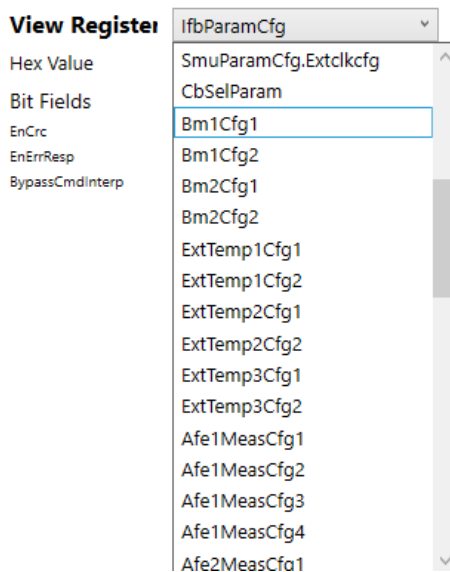 View Register
IfbParamCfg
Hex Value
Bit Fields
EnCrc
EnErrResp
BypassCmdInterp
SmuParamCfg.Extclkcfg
CbSelParam
Bm1Cfg1
Bm1Cfg2
Bm2Cfg1
Bm2Cfg2
ExtTemp1Cfg1
ExtTemp1Cfg2
ExtTemp2Cfg1
ExtTemp2Cfg2
ExtTemp3Cfg1
ExtTemp3Cfg2
Afe1MeasCfg1
Afe1MeasCfg2
Afe1MeasCfg3
Afe1MeasCfg4
Afe2MeasCfg1